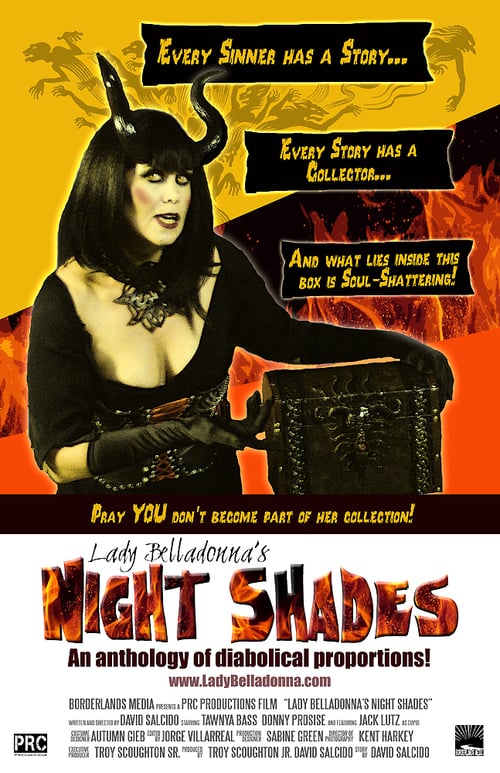 Every Sinner has a Story...
Every Story has a
Collector...
And what lies inside this
box is Soul-Shattering!
Pray YOU don't become part of her collection!
Lady Belladonna's
Night Shades
An anthology of diabolical proportions!
www.LadyBelladonna.com
BORDERLANDS MEDIA PRESENTS A PRC PRODUCTIONS FILM "LADY BELLADONNA'S NIGHT SHADES"
WRITTEN AND DIRECTED BY DAVID SALCIDO STARRING TAWNYA BASS DONNY PROSISE AND FEATURING JACK LUTZ AS CUPID
COSTUME DESIGNER AUTUMN GIEB EDITED BY JORGE VILLARREAL PRODUCTION DESIGNER SABINE GREEN DIRECTOR OF PHOTOGRAPHY KENT HARKEY
EXECUTIVE PRODUCER TROY SCOUGHTON SR. PRODUCED BY TROY SCOUGHTON JR. DAVID SALCIDO STORY BY DAVID SALCIDO
PRC